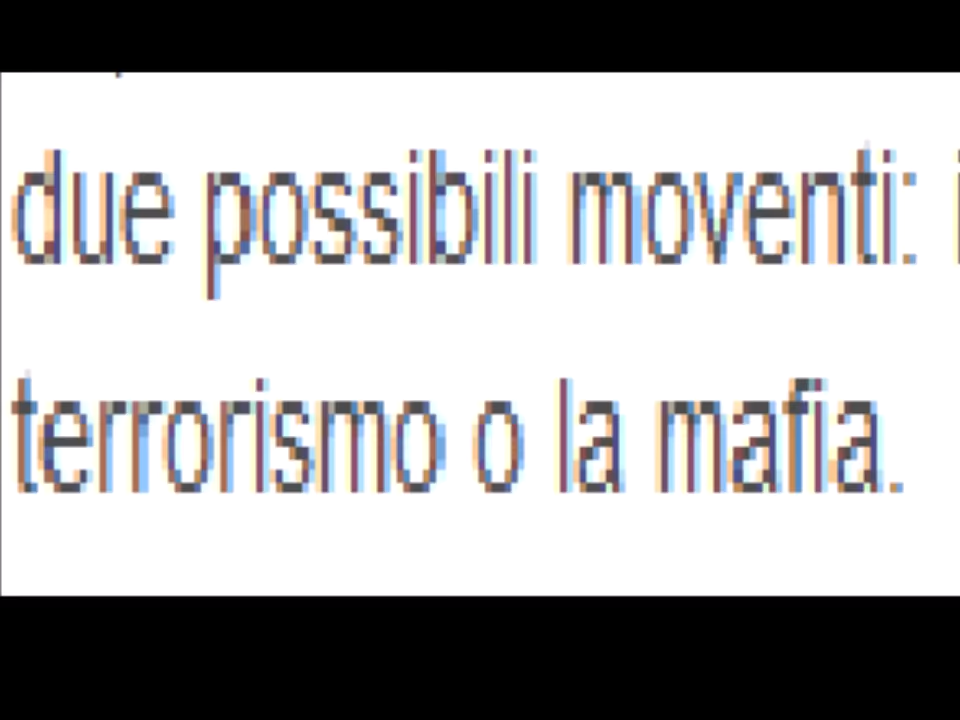 due possibili moventi:
terrorismo o la mafia.